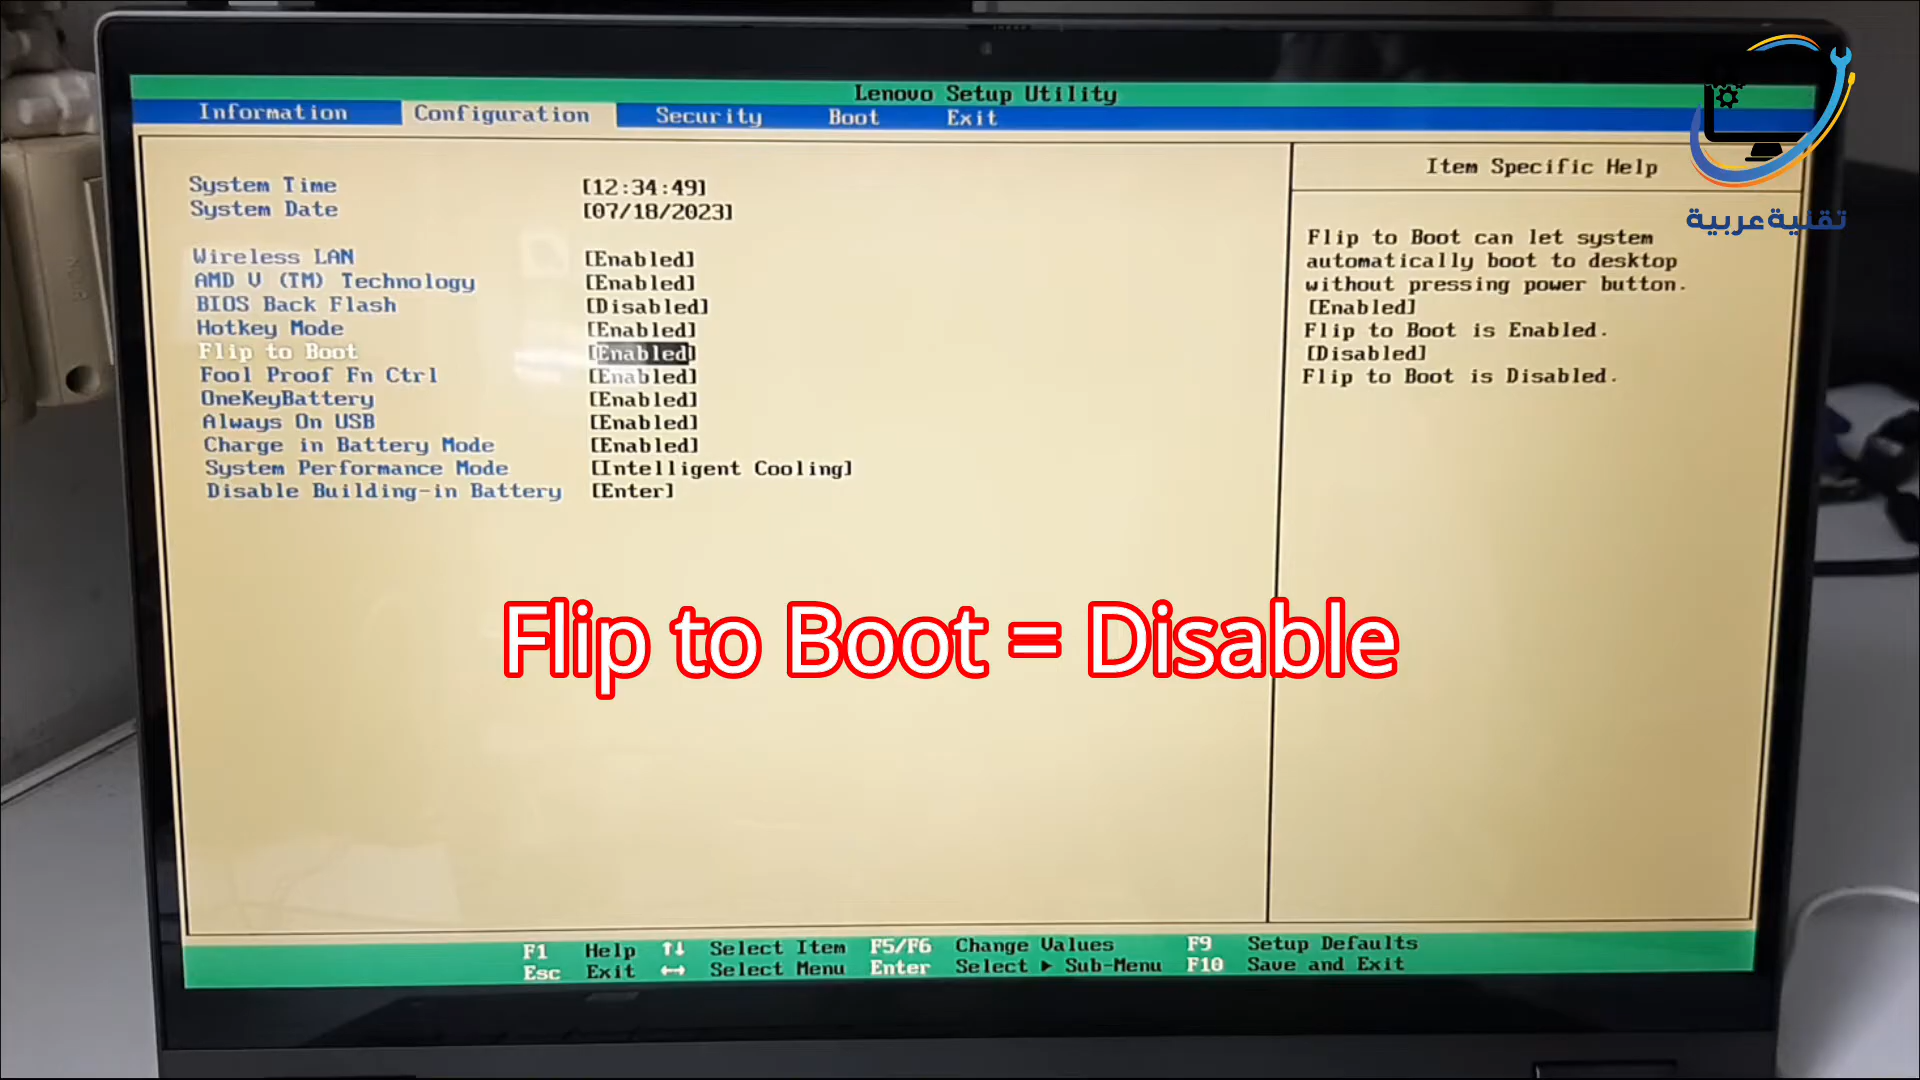 Lenovo Setup Utility
Information Configuration Security Boot Exit
System Time [12:34:49]
System Date [07/18/2023]
Wireless LAN [Enabled]
AMD V (TM) Technology [Enabled]
BIOS Back Flash [Disabled]
Hotkey Mode [Enabled]
Flip to Boot [Enabled]
Fool Proof Fn Ctrl [Enabled]
OneKeyBattery [Enabled]
Always On USB [Enabled]
Charge in Battery Mode [Enabled]
System Performance Mode [Intelligent Cooling]
Disable Building-in Battery [Enter]
Item Specific Help
Flip to Boot can let system
automatically boot to desktop
without pressing power button.
[Enabled]
Flip to Boot is Enabled.
[Disabled]
Flip to Boot is Disabled.
تقنية عربية
Flip to Boot = Disable
F1 Help ↑↓ Select Item F5/F6 Change Values F9 Setup Defaults
Esc Exit ↔ Select Menu Enter Select ▶ Sub-Menu F10 Save and Exit